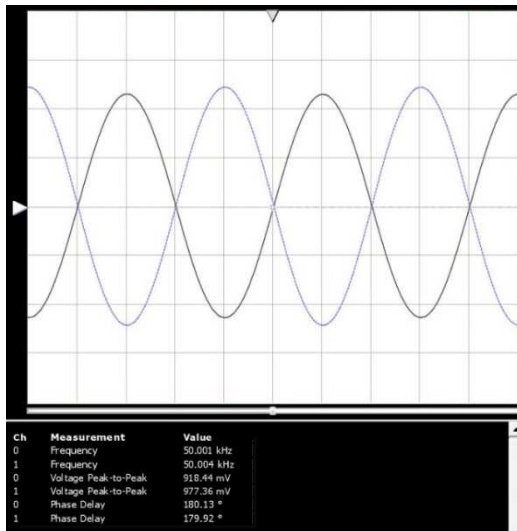 Ch Measurement Value
0 Frequency 50.001 kHz
1 Frequency 50.004 kHz
0 Voltage Peak-to-Peak 918.44 mV
1 Voltage Peak-to-Peak 977.36 mV
0 Phase Delay 180.13 °
1 Phase Delay 179.92 °